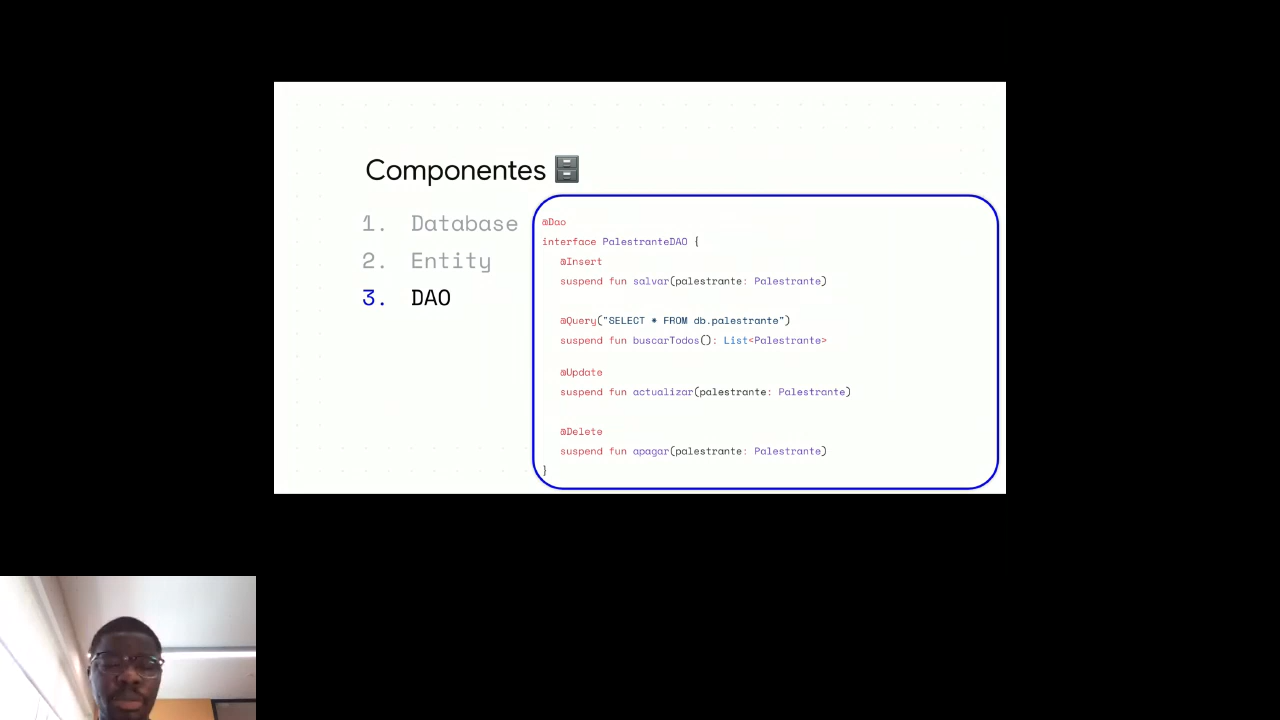 Componentes
1. Database
2. Entity
3. DAO
@Dao
interface PalestranteDAO {
@Insert
suspend fun salvar(palestrante: Palestrante)
@Query("SELECT * FROM db.palestrante")
suspend fun buscarTodos(): List<Palestrante>
@Update
suspend fun actualizar(palestrante: Palestrante)
@Delete
suspend fun apagar(palestrante: Palestrante)
}